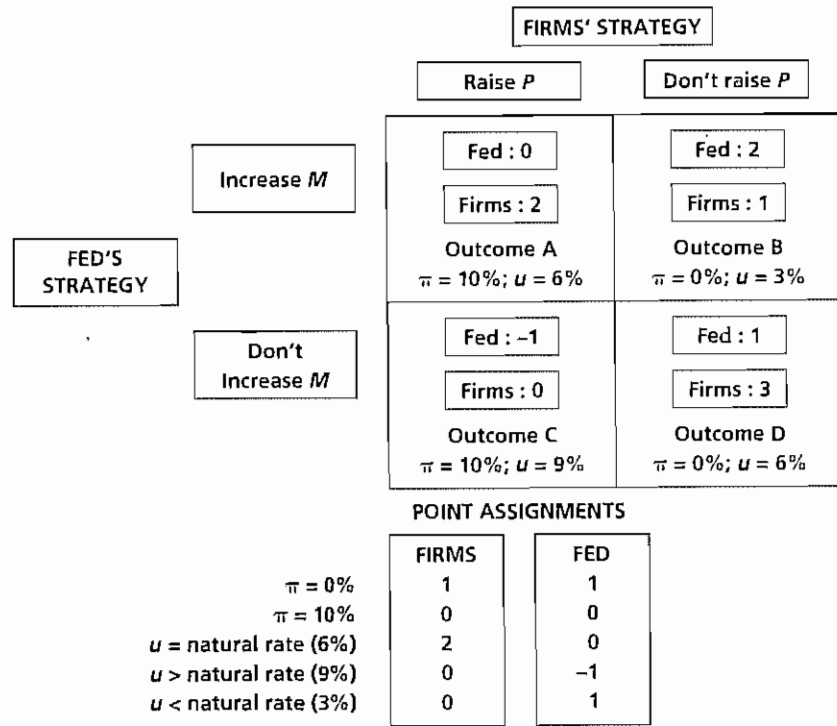 FIRMS' STRATEGY
Raise P
Don't raise P
Increase M
Fed : 0
Fed : 2
Firms : 2
Firms : 1
Outcome A
Outcome B
π = 10%; u = 6%
π = 0%; u = 3%
FED'S
STRATEGY
Don't
Increase M
Fed : –1
Fed : 1
Firms : 0
Firms : 3
Outcome C
Outcome D
π = 10%; u = 9%
π = 0%; u = 6%
POINT ASSIGNMENTS
FIRMS FED
π = 0% 1 1
π = 10% 0 0
u = natural rate (6%) 2 0
u > natural rate (9%) 0 –1
u < natural rate (3%) 0 1